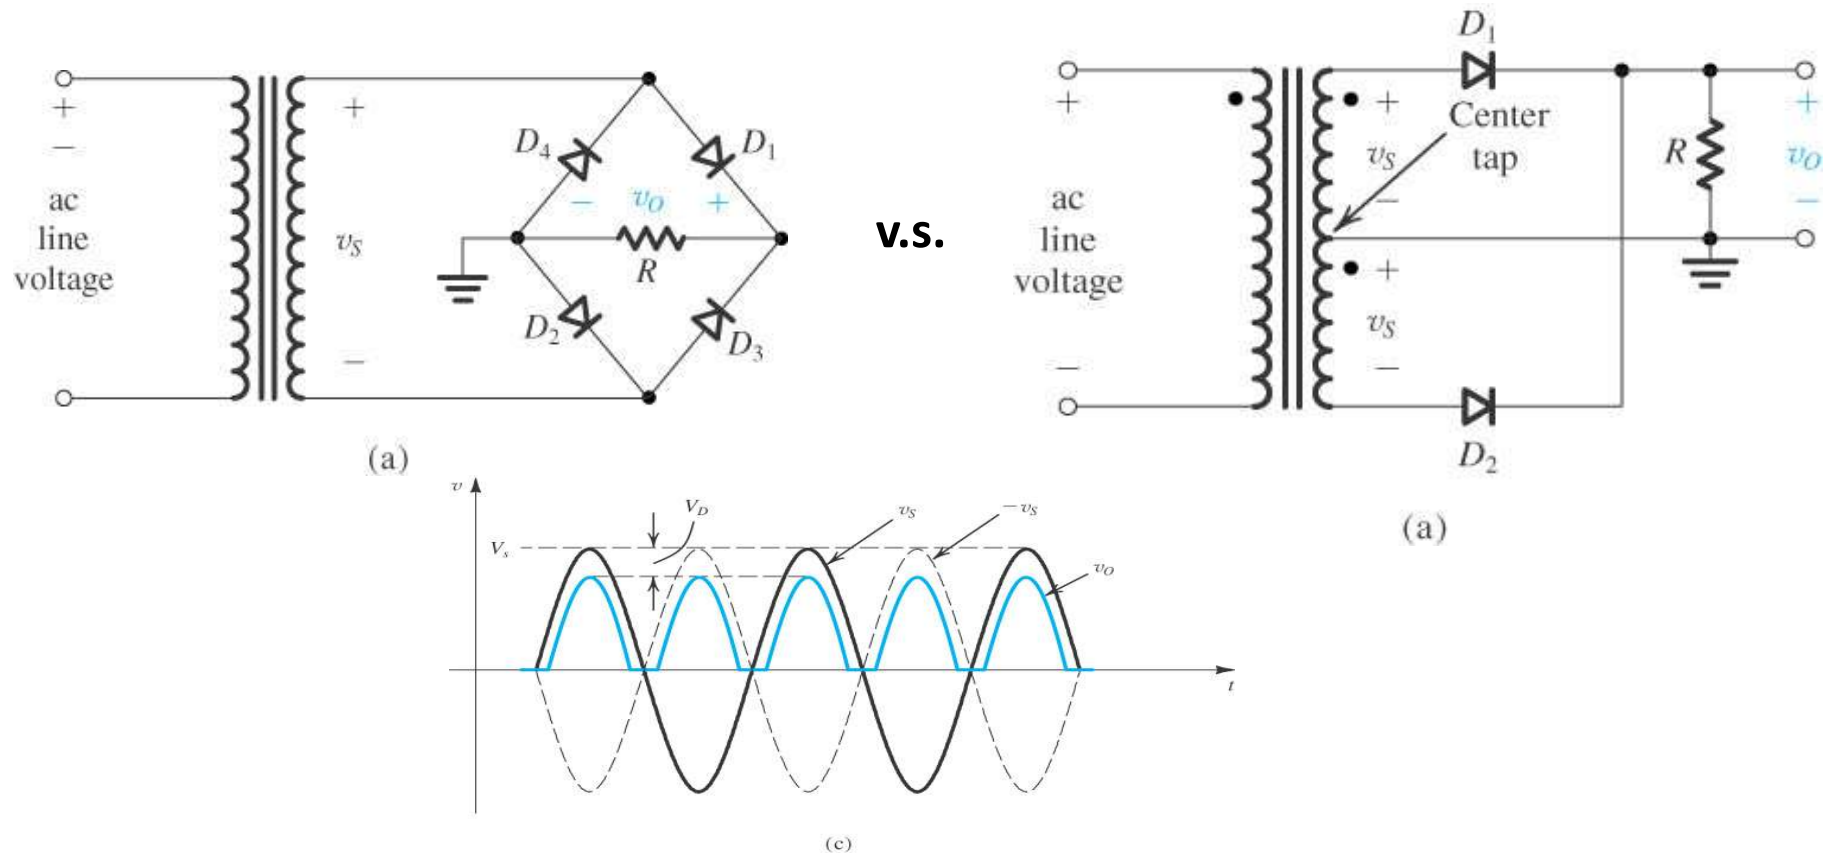 +
−
ac
line
voltage
+
v_S
−
D_4
D_1
− v_O +
R
D_2
D_3
(a)
v.s.
+
ac
line
voltage
−
D_1
+
v_S
−
Center
tap
+
v_S
−
D_2
R
+
v_O
−
(a)
v
V_s
V_D
v_S
−v_S
v_O
t
(c)